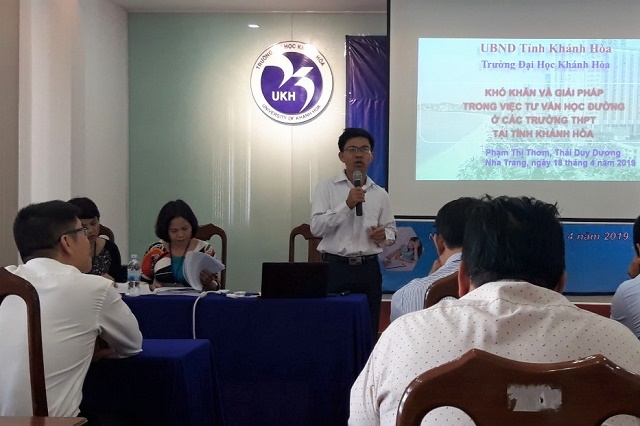 TRƯỜNG ĐẠI HỌC KHÁNH HÒA
UKH
UNIVERSITY OF KHANH HOA
UBND Tỉnh Khánh Hòa
Trường Đại Học Khánh Hòa
KHÓ KHĂN VÀ GIẢI PHÁP
TRONG VIỆC TƯ VẤN HỌC ĐƯỜNG
Ở CÁC TRƯỜNG THPT
TẠI TỈNH KHÁNH HÒA
Phạm Thị Thơm, Thái Duy Dương
Nha Trang, ngày 18 tháng 4 năm 2019
4 năm 2019